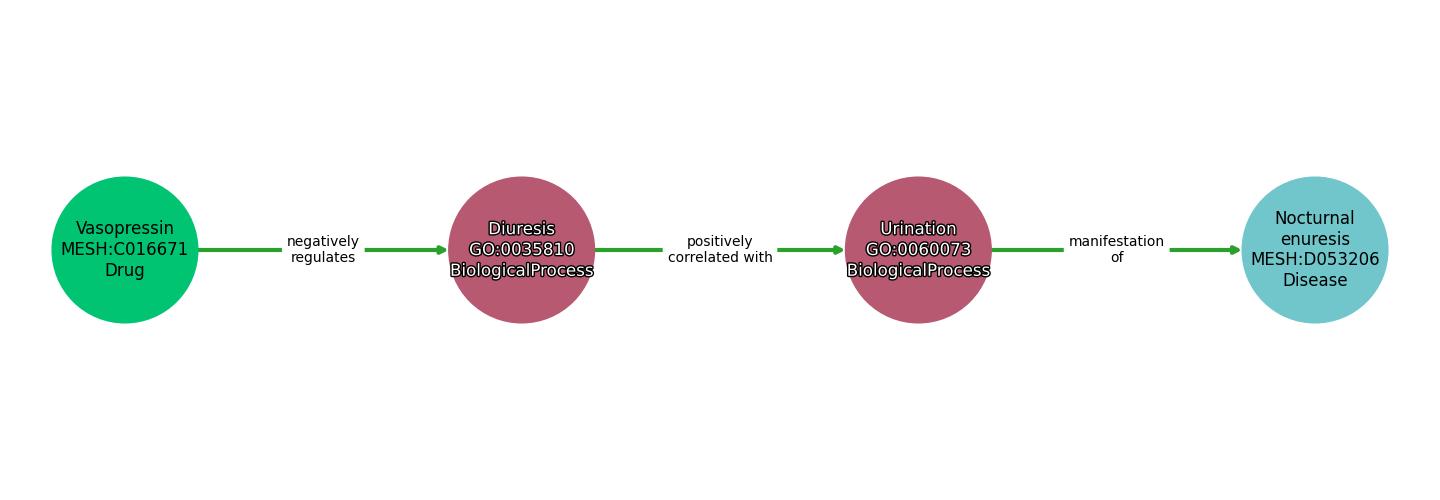 Vasopressin
MESH:C016671
Drug
negatively
regulates
Diuresis
GO:0035810
BiologicalProcess
positively
correlated with
Urination
GO:0060073
BiologicalProcess
manifestation
of
Nocturnal
enuresis
MESH:D053206
Disease